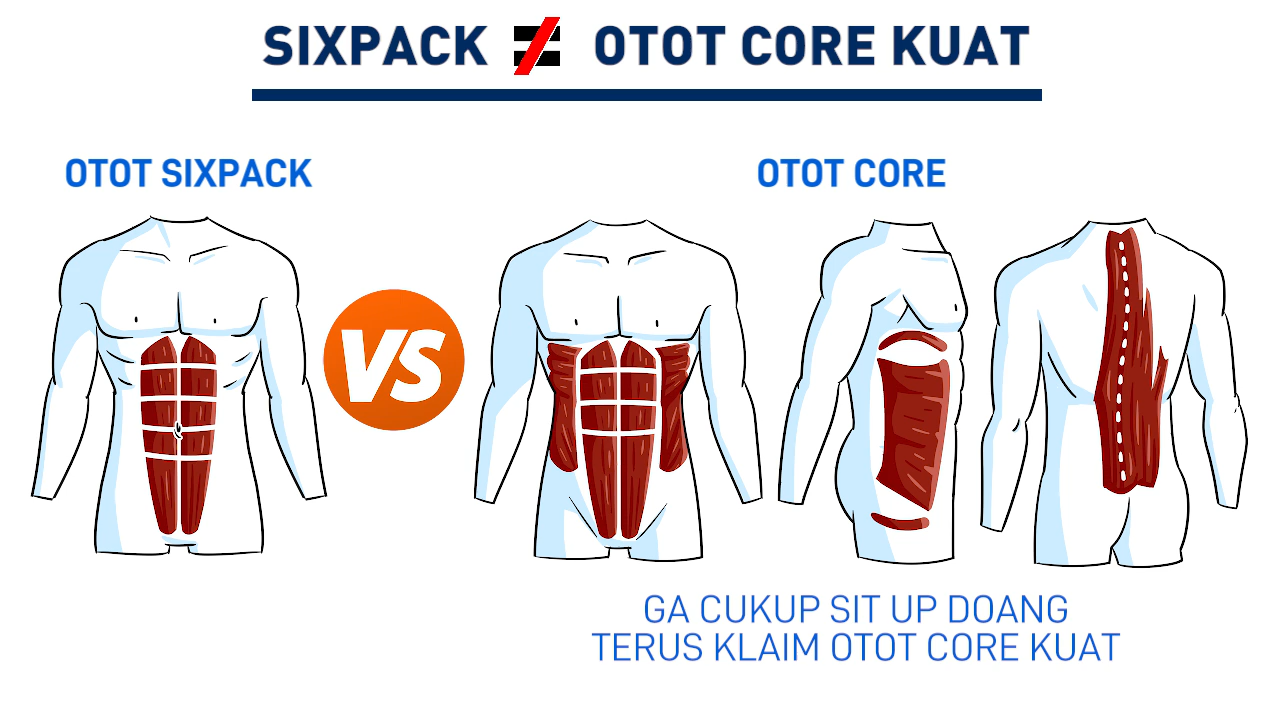 SIXPACK ≠ OTOT CORE KUAT
OTOT SIXPACK
OTOT CORE
VS
GA CUKUP SIT UP DOANG
TERUS KLAIM OTOT CORE KUAT